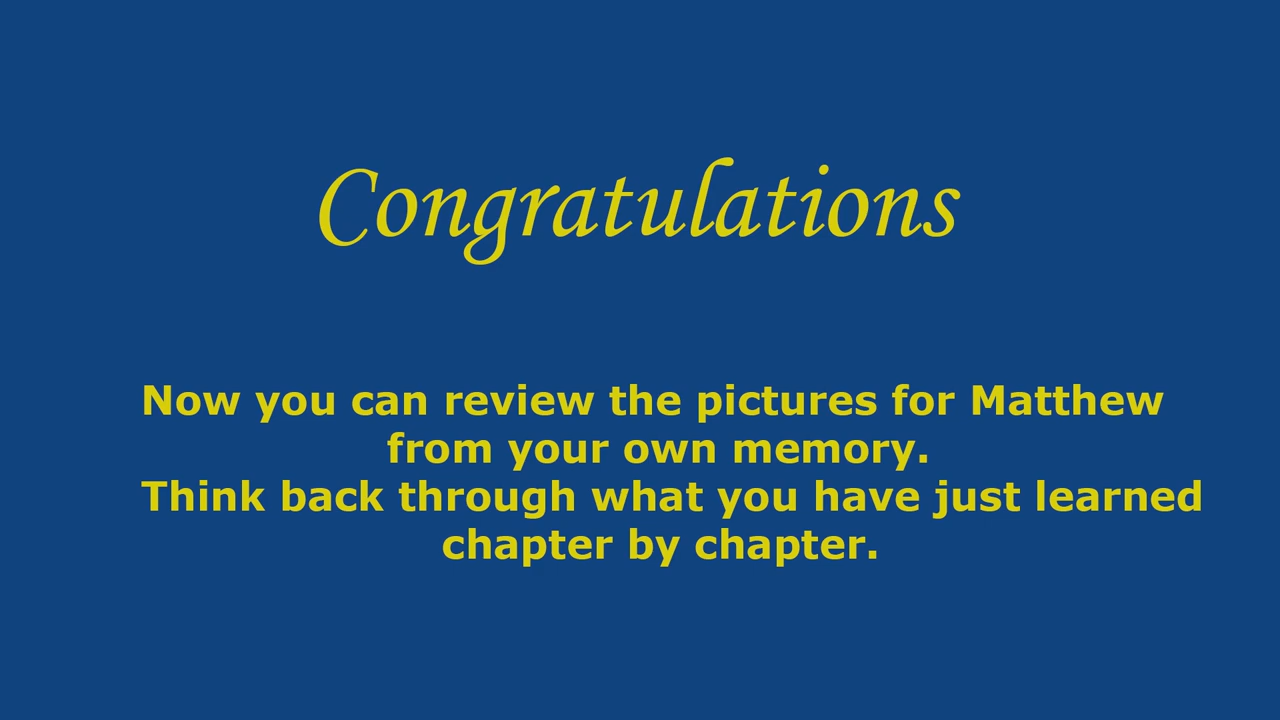 Congratulations
Now you can review the pictures for Matthew
from your own memory.
Think back through what you have just learned
chapter by chapter.